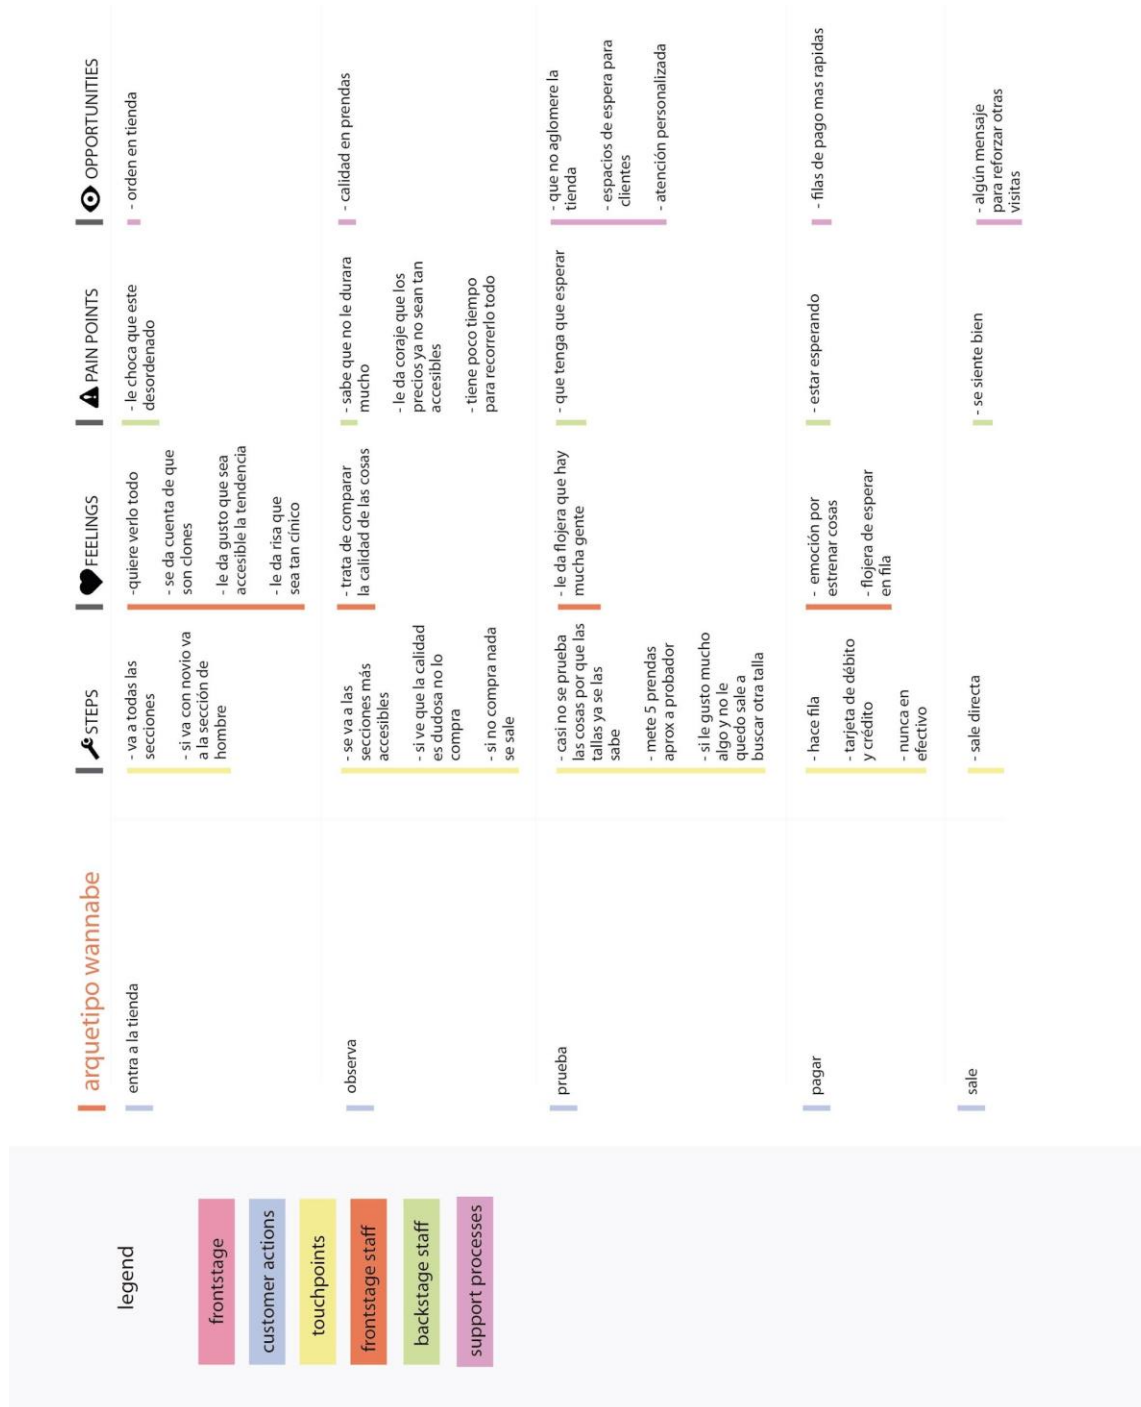 legend
frontstage
customer actions
touchpoints
frontstage staff
backstage staff
support processes
arquetipo wannabe
STEPS
FEELINGS
PAIN POINTS
OPPORTUNITIES
entra a la tienda
- va a todas las
secciones
- si va con novio va
a la sección de
hombre
-quiere verlo todo
- se da cuenta de que
son clones
- le da gusto que sea
accesible la tendencia
- le da risa que
sea tan cínico
- le choca que este
desordenado
- orden en tienda
observa
- se va a las
secciones más
accesibles
- si ve que la calidad
es dudosa no lo
compra
- si no compra nada
se sale
- trata de comparar
la calidad de las cosas
- sabe que no le durara
mucho
- le da coraje que los
precios ya no sean tan
accesibles
- tiene poco tiempo
para recorrerlo todo
- calidad en prendas
prueba
- casi no se prueba
las cosas por que las
tallas ya se las
sabe
- mete 5 prendas
aprox a probador
- si le gusto mucho
algo y no le
quedo sale a
buscar otra talla
- le da flojera que hay
mucha gente
- que tenga que esperar
- que no aglomere la
tienda
- espacios de espera para
clientes
- atención personalizada
pagar
- hace fila
- tarjeta de débito
y crédito
- nunca en
efectivo
- emoción por
estrenar cosas
- flojera de esperar
en fila
- estar esperando
- filas de pago mas rapidas
sale
- sale directa
- se siente bien
- algún mensaje
para reforzar otras
visitas